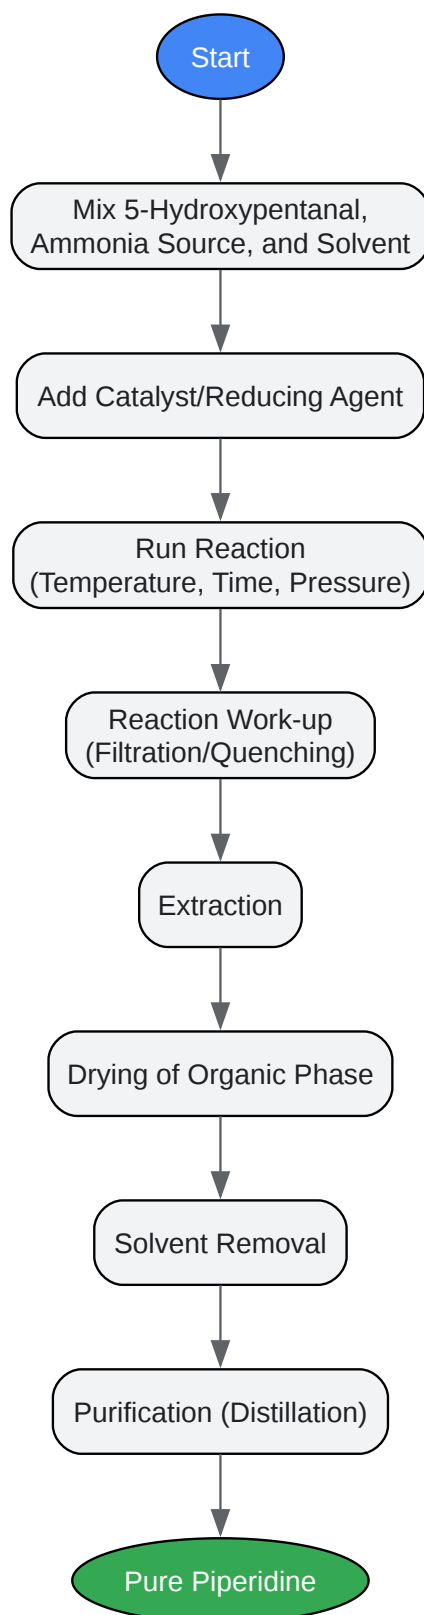 Start
Mix 5-Hydroxypentanal,
Ammonia Source, and Solvent
Add Catalyst/Reducing Agent
Run Reaction
(Temperature, Time, Pressure)
Reaction Work-up
(Filtration/Quenching)
Extraction
Drying of Organic Phase
Solvent Removal
Purification (Distillation)
Pure Piperidine